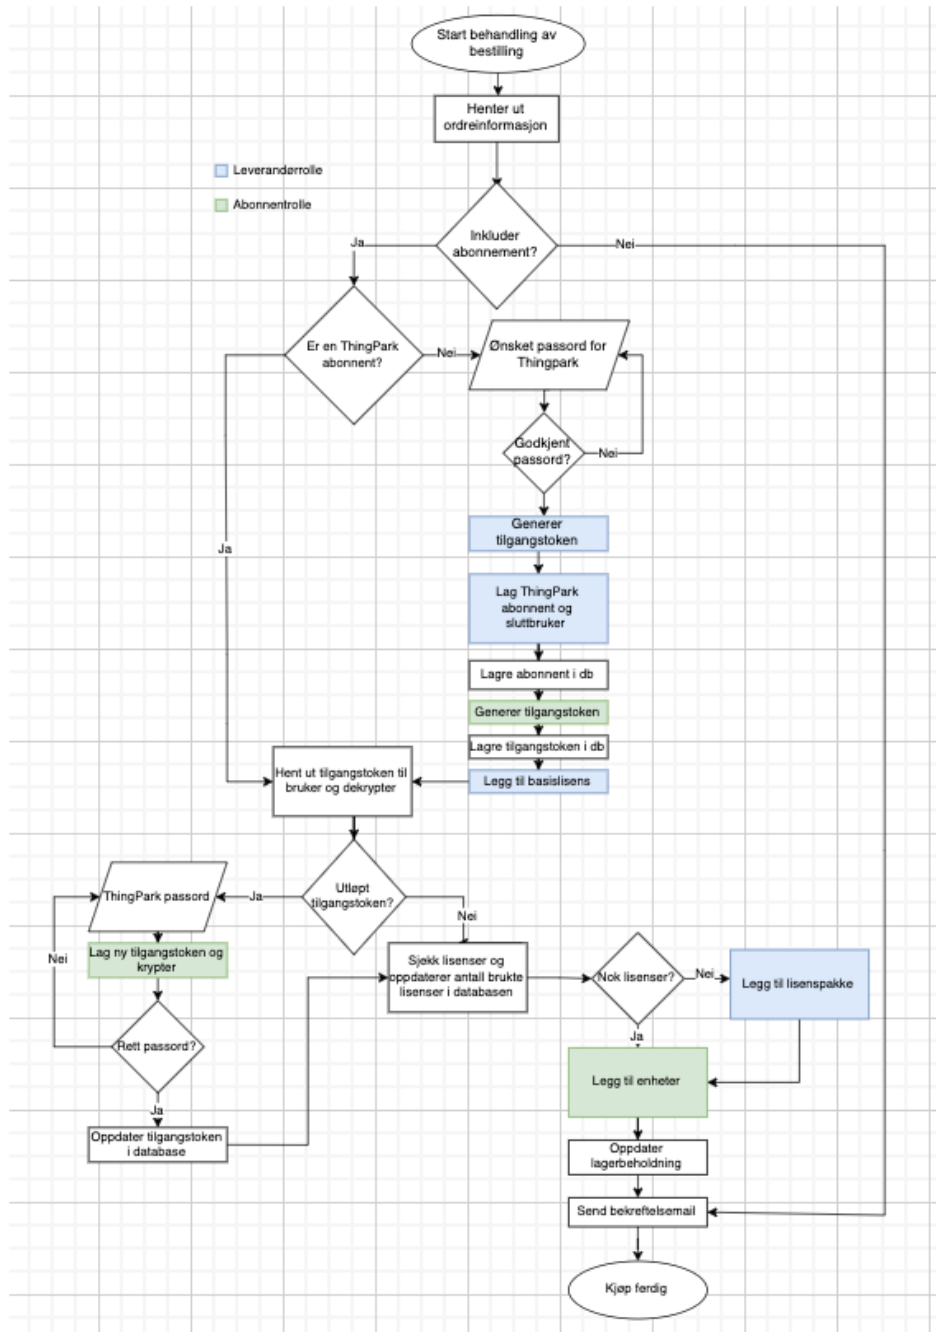 Start behandling av
bestilling
Henter ut
ordreinformasjon
Leverandørrolle
Abonnentrolle
Inkluder
abonnement?
Ja
Nei
Er en ThingPark
abonnent?
Nei
Ønsket passord for
Thingpark
Godkjent
passord?
Nei
Generer
tilgangstoken
Ja
Lag ThingPark
abonnent og
sluttbruker
Lagre abonnent i db
Generer tilgangstoken
Lagre tilgangstoken i db
Legg til basislisens
Hent ut tilgangstoken til
bruker og dekrypter
Utløpt
tilgangstoken?
Ja
ThingPark passord
Nei
Lag ny tilgangstoken og
krypter
Nei
Sjekk lisenser og
oppdaterer antall brukte
lisenser i databasen
Nok lisenser?
Nei
Legg til lisenspakke
Ja
Rett passord?
Ja
Legg til enheter
Oppdater tilgangstoken
i database
Oppdater
lagerbeholdning
Send bekreftelsemail
Kjøp ferdig